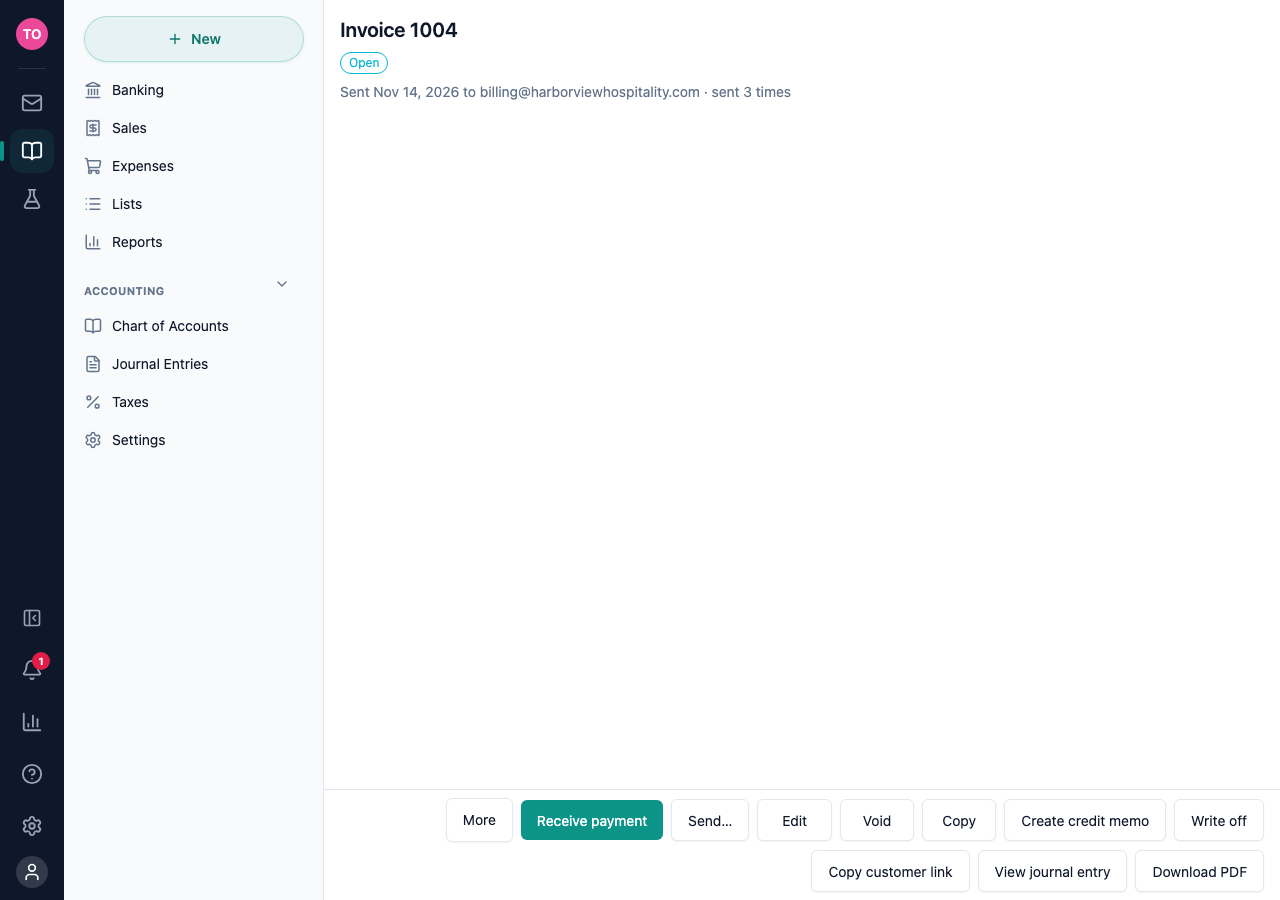 TO
New
Banking
Sales
Expenses
Lists
Reports
ACCOUNTING
Chart of Accounts
Journal Entries
Taxes
Settings
1
Invoice 1004
Open
Sent Nov 14, 2026 to billing@harborviewhospitality.com · sent 3 times
More Receive payment Send... Edit Void Copy Create credit memo Write off
Copy customer link View journal entry Download PDF